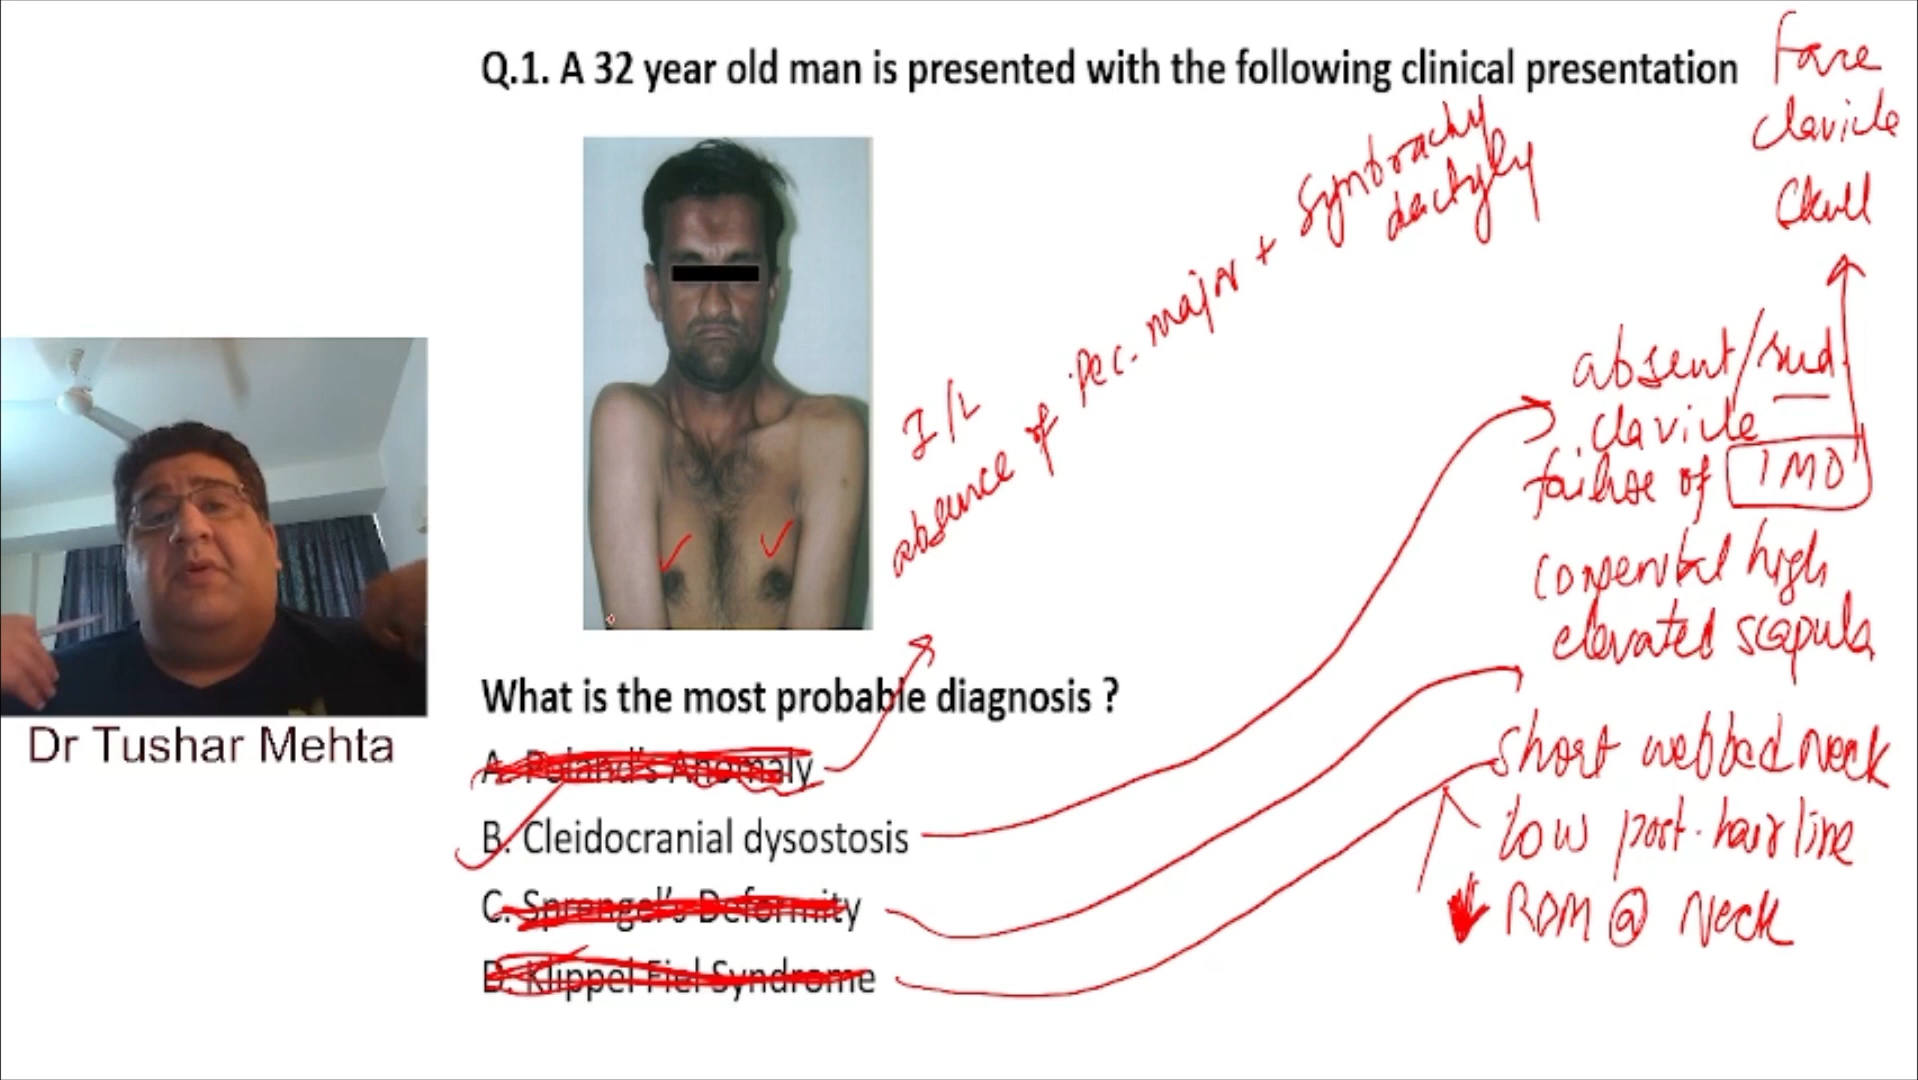 Q.1. A 32 year old man is presented with the following clinical presentation
Face
clavicle
Skull
I/L
absence of Pec. major + Symbrachy
dactyly
absent/rud
clavicle
failure of IMO
congenital high
elevated scapula
What is the most probable diagnosis ?
A. Poland's Anomaly
B. Cleidocranial dysostosis
C. Sprengel's Deformity
D. Klippel Fiel Syndrome
short webbed Neck
low post. hair line
ROM @ Neck
Dr Tushar Mehta